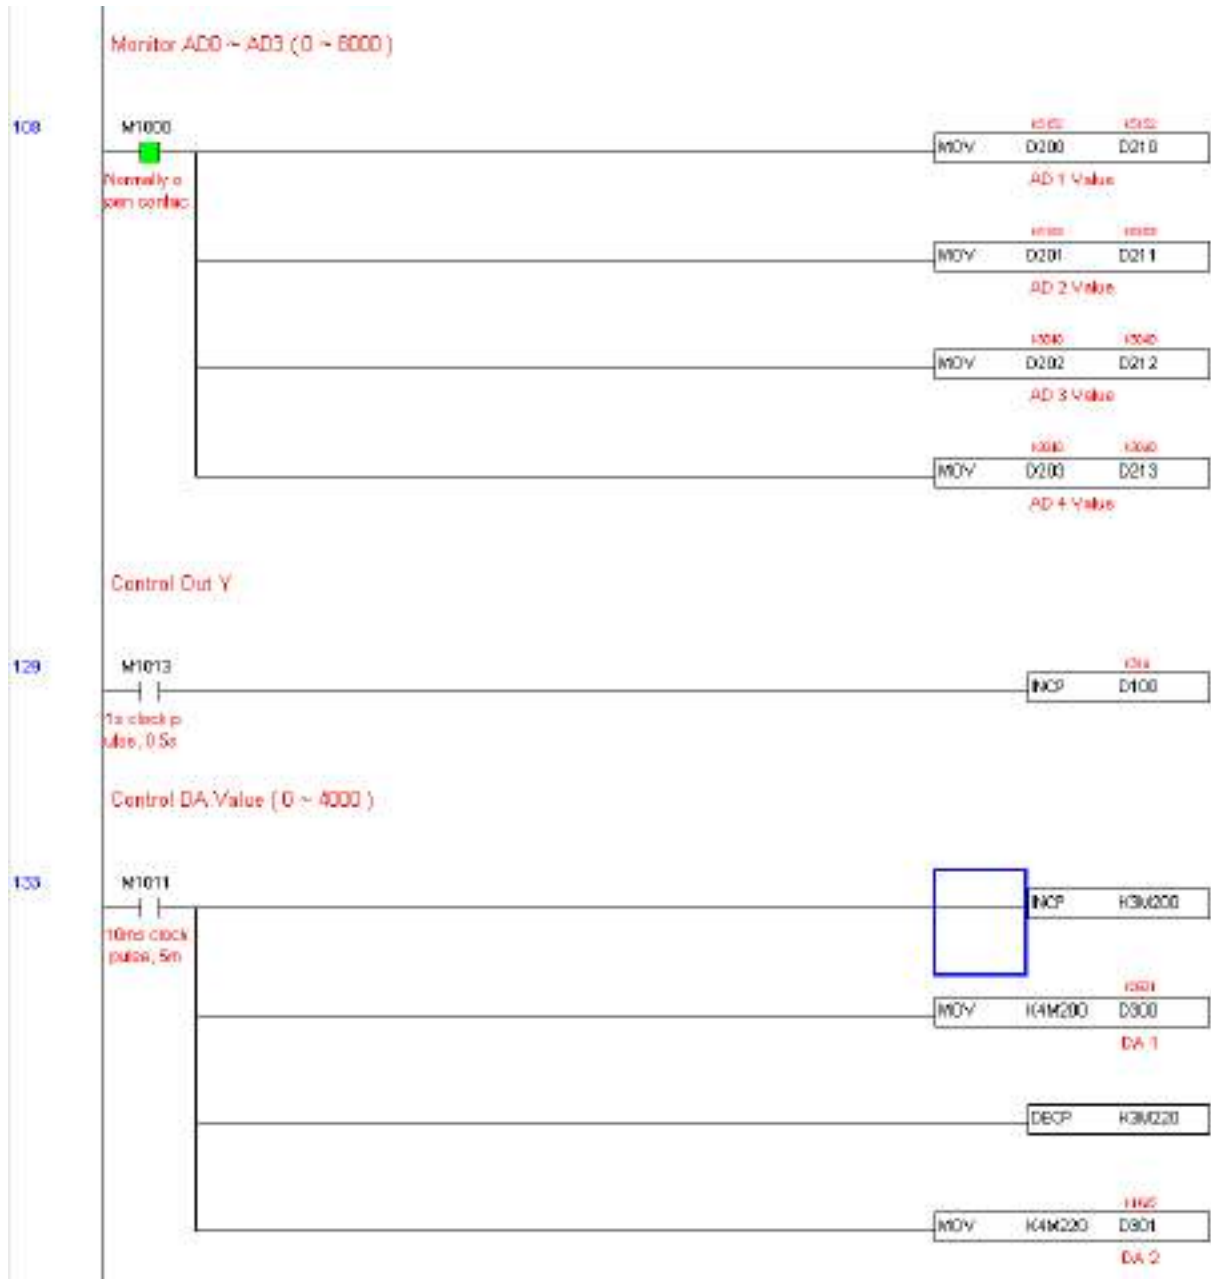 Monitor AD0 ~ AD3 ( 0 ~ 8000 )
108 M1000
MOV D200 D210
Normally o
pen contac
AD 1 Value
MOV D201 D211
AD 2 Value
MOV D202 D212
AD 3 Value
MOV D203 D213
AD 4 Value
Control Out Y
129 M1013
INCP D100
1s clock p
ulse, 0.5s
Control DA Value ( 0 ~ 4000 )
133 M1011
INCP K3M200
10ms clock
pulse, 5m
MOV K4M200 D300
DA 1
DECP K3M220
MOV K4M220 D301
DA 2